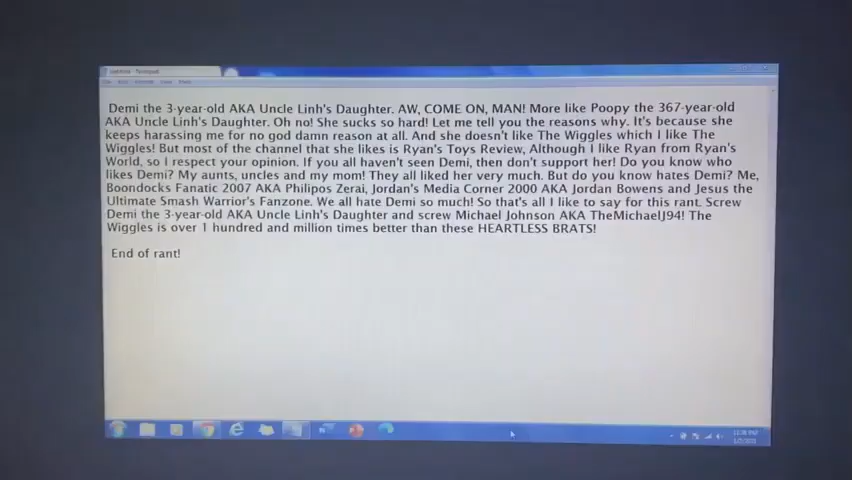 Demi the 3-year-old AKA Uncle Linh's Daughter. AW, COME ON, MAN! More like Poopy the 367-year-old
AKA Uncle Linh's Daughter. Oh no! She sucks so hard! Let me tell you the reasons why. It's because she
keeps harassing me for no god damn reason at all. And she doesn't like The Wiggles which I like The
Wiggles! But most of the channel that she likes is Ryan's Toys Review, Although I like Ryan from Ryan's
World, so I respect your opinion. If you all haven't seen Demi, then don't support her! Do you know who
likes Demi? My aunts, uncles and my mom! They all liked her very much. But do you know hates Demi? Me,
Boondocks Fanatic 2007 AKA Philipos Zerai, Jordan's Media Corner 2000 AKA Jordan Bowens and Jesus the
Ultimate Smash Warrior's Fanzone. We all hate Demi so much! So that's all I like to say for this rant. Screw
Demi the 3-year-old AKA Uncle Linh's Daughter and screw Michael Johnson AKA TheMichaelJ94! The
Wiggles is over 1 hundred and million times better than these HEARTLESS BRATS!
End of rant!